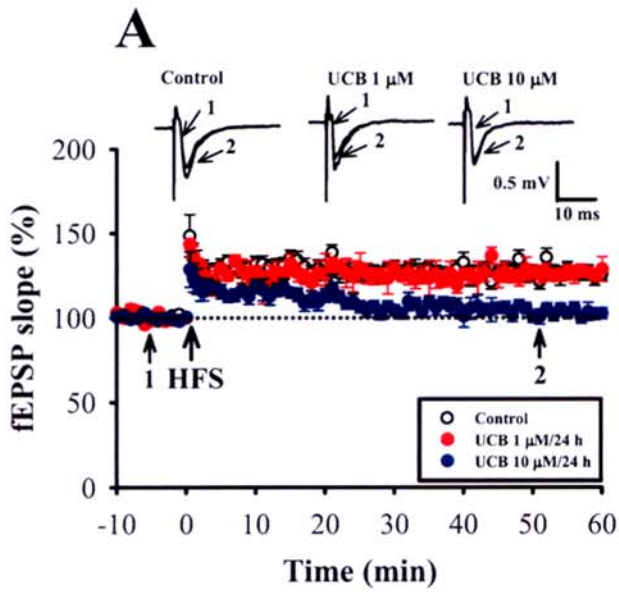 A
Control UCB 1 μM UCB 10 μM
1 1 1
2 2 2
200
0.5 mV
10 ms
150
100
1 HFS 2
50
Control
UCB 1 μM/24 h
UCB 10 μM/24 h
0
-10 0 10 20 30 40 50 60
Time (min)
fEPSP slope (%)